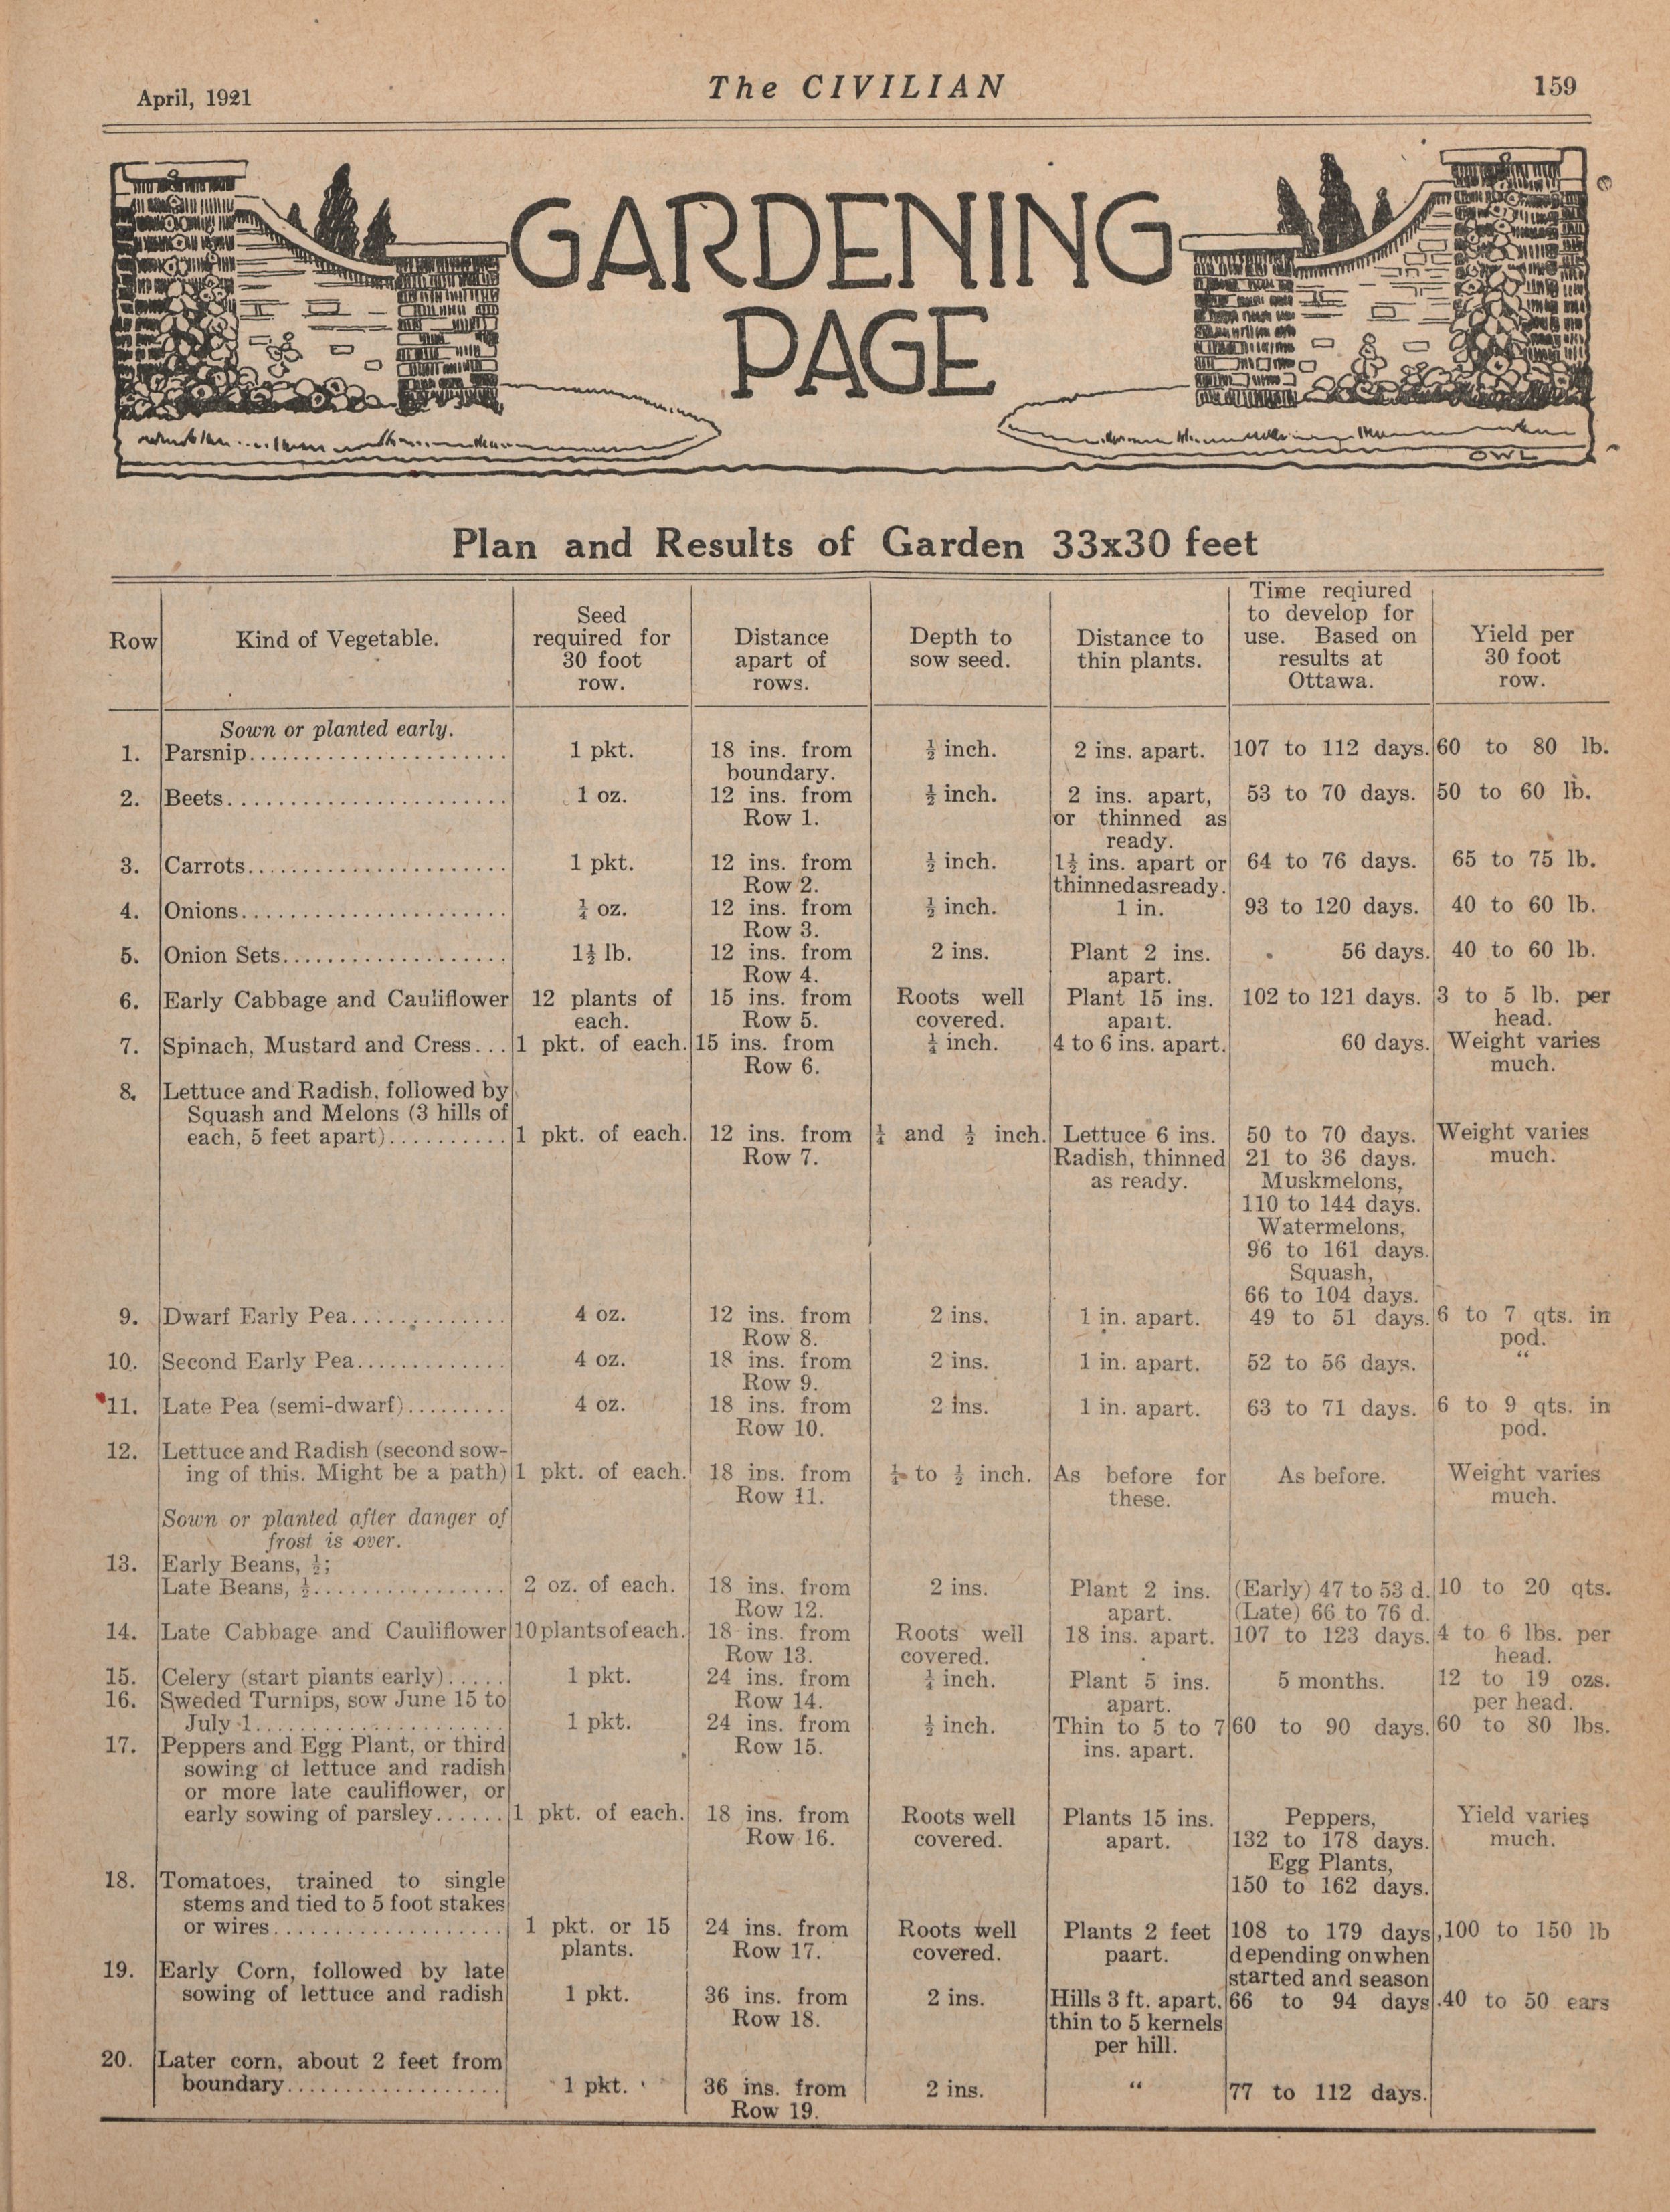 April, 1921
The CIVILIAN
159
GARDENING
PAGE
OWL
Plan and Results of Garden 33x30 feet
Row
Kind of Vegetable.
Seed
required for
30 foot
row.
Distance
apart of
rows.
Depth to
sow seed.
Distance to
thin plants.
Time reqiured
to develop for
use. Based on
results at
Ottawa.
Yield per
30 foot
row.
Sown or planted early.
1. Parsnip........................ 1 pkt. 18 ins. from ½ inch. 2 ins. apart. 107 to 112 days. 60 to 80 lb.
boundary.
2. Beets.......................... 1 oz. 12 ins. from ½ inch. 2 ins. apart, 53 to 70 days. 50 to 60 lb.
Row 1. or thinned as
ready.
3. Carrots........................ 1 pkt. 12 ins. from ½ inch. 1½ ins. apart or 64 to 76 days. 65 to 75 lb.
Row 2. thinnedasready.
4. Onions......................... ¼ oz. 12 ins. from ½ inch. 1 in. 93 to 120 days. 40 to 60 lb.
Row 3.
5. Onion Sets..................... 1½ lb. 12 ins. from 2 ins. Plant 2 ins. 56 days. 40 to 60 lb.
Row 4. apart.
6. Early Cabbage and Cauliflower 12 plants of 15 ins. from Roots well Plant 15 ins. 102 to 121 days. 3 to 5 lb. per
each. Row 5. covered. apart. head.
7. Spinach, Mustard and Cress... 1 pkt. of each. 15 ins. from ¼ inch. 4 to 6 ins. apart. 60 days. Weight varies
Row 6. much.
8. Lettuce and Radish, followed by
Squash and Melons (3 hills of
each, 5 feet apart)........... 1 pkt. of each. 12 ins. from ¼ and ½ inch. Lettuce 6 ins. 50 to 70 days. Weight varies
Row 7. Radish, thinned 21 to 36 days. much.
as ready. Muskmelons,
110 to 144 days.
Watermelons,
96 to 161 days.
Squash,
66 to 104 days.
9. Dwarf Early Pea.............. 4 oz. 12 ins. from 2 ins. 1 in. apart. 49 to 51 days. 6 to 7 qts. in
Row 8. pod.
10. Second Early Pea.............. 4 oz. 18 ins. from 2 ins. 1 in. apart. 52 to 56 days. “
Row 9.
11. Late Pea (semi-dwarf)......... 4 oz. 18 ins. from 2 ins. 1 in. apart. 63 to 71 days. 6 to 9 qts. in
Row 10. pod.
12. Lettuce and Radish (second sow-
ing of this. Might be a path) 1 pkt. of each. 18 ins. from ¼ to ½ inch. As before for As before. Weight varies
Row 11. these. much.
Sown or planted after danger of
frost is over.
13. Early Beans, ½;
Late Beans, ½.................. 2 oz. of each. 18 ins. from 2 ins. Plant 2 ins. (Early) 47 to 53 d. 10 to 20 qts.
Row 12. apart. (Late) 66 to 76 d.
14. Late Cabbage and Cauliflower 10 plants of each. 18 ins. from Roots well 18 ins. apart. 107 to 123 days. 4 to 6 lbs. per
Row 13. covered. head.
15. Celery (start plants early)..... 1 pkt. 24 ins. from ¼ inch. Plant 5 ins. 5 months. 12 to 19 ozs.
Row 14. apart. per head.
16. Sweded Turnips, sow June 15 to
July 1........................ 1 pkt. 24 ins. from ½ inch. Thin to 5 to 7 60 to 90 days. 60 to 80 lbs.
Row 15. ins. apart.
17. Peppers and Egg Plant, or third
sowing of lettuce and radish
or more late cauliflower, or
early sowing of parsley...... 1 pkt. of each. 18 ins. from Roots well Plants 15 ins. Peppers, Yield varies
Row 16. covered. apart. 132 to 178 days. much.
Egg Plants,
150 to 162 days.
18. Tomatoes, trained to single
stems and tied to 5 foot stakes
or wires..................... 1 pkt. or 15 24 ins. from Roots well Plants 2 feet 108 to 179 days, 100 to 150 lb
plants. Row 17. covered. paart. depending on when
started and season
19. Early Corn, followed by late
sowing of lettuce and radish 1 pkt. 36 ins. from 2 ins. Hills 3 ft. apart, 66 to 94 days. 40 to 50 ears
Row 18. thin to 5 kernels
per hill.
20. Later corn, about 2 feet from
boundary.................... 1 pkt. 36 ins. from 2 ins. “ 77 to 112 days.
Row 19.